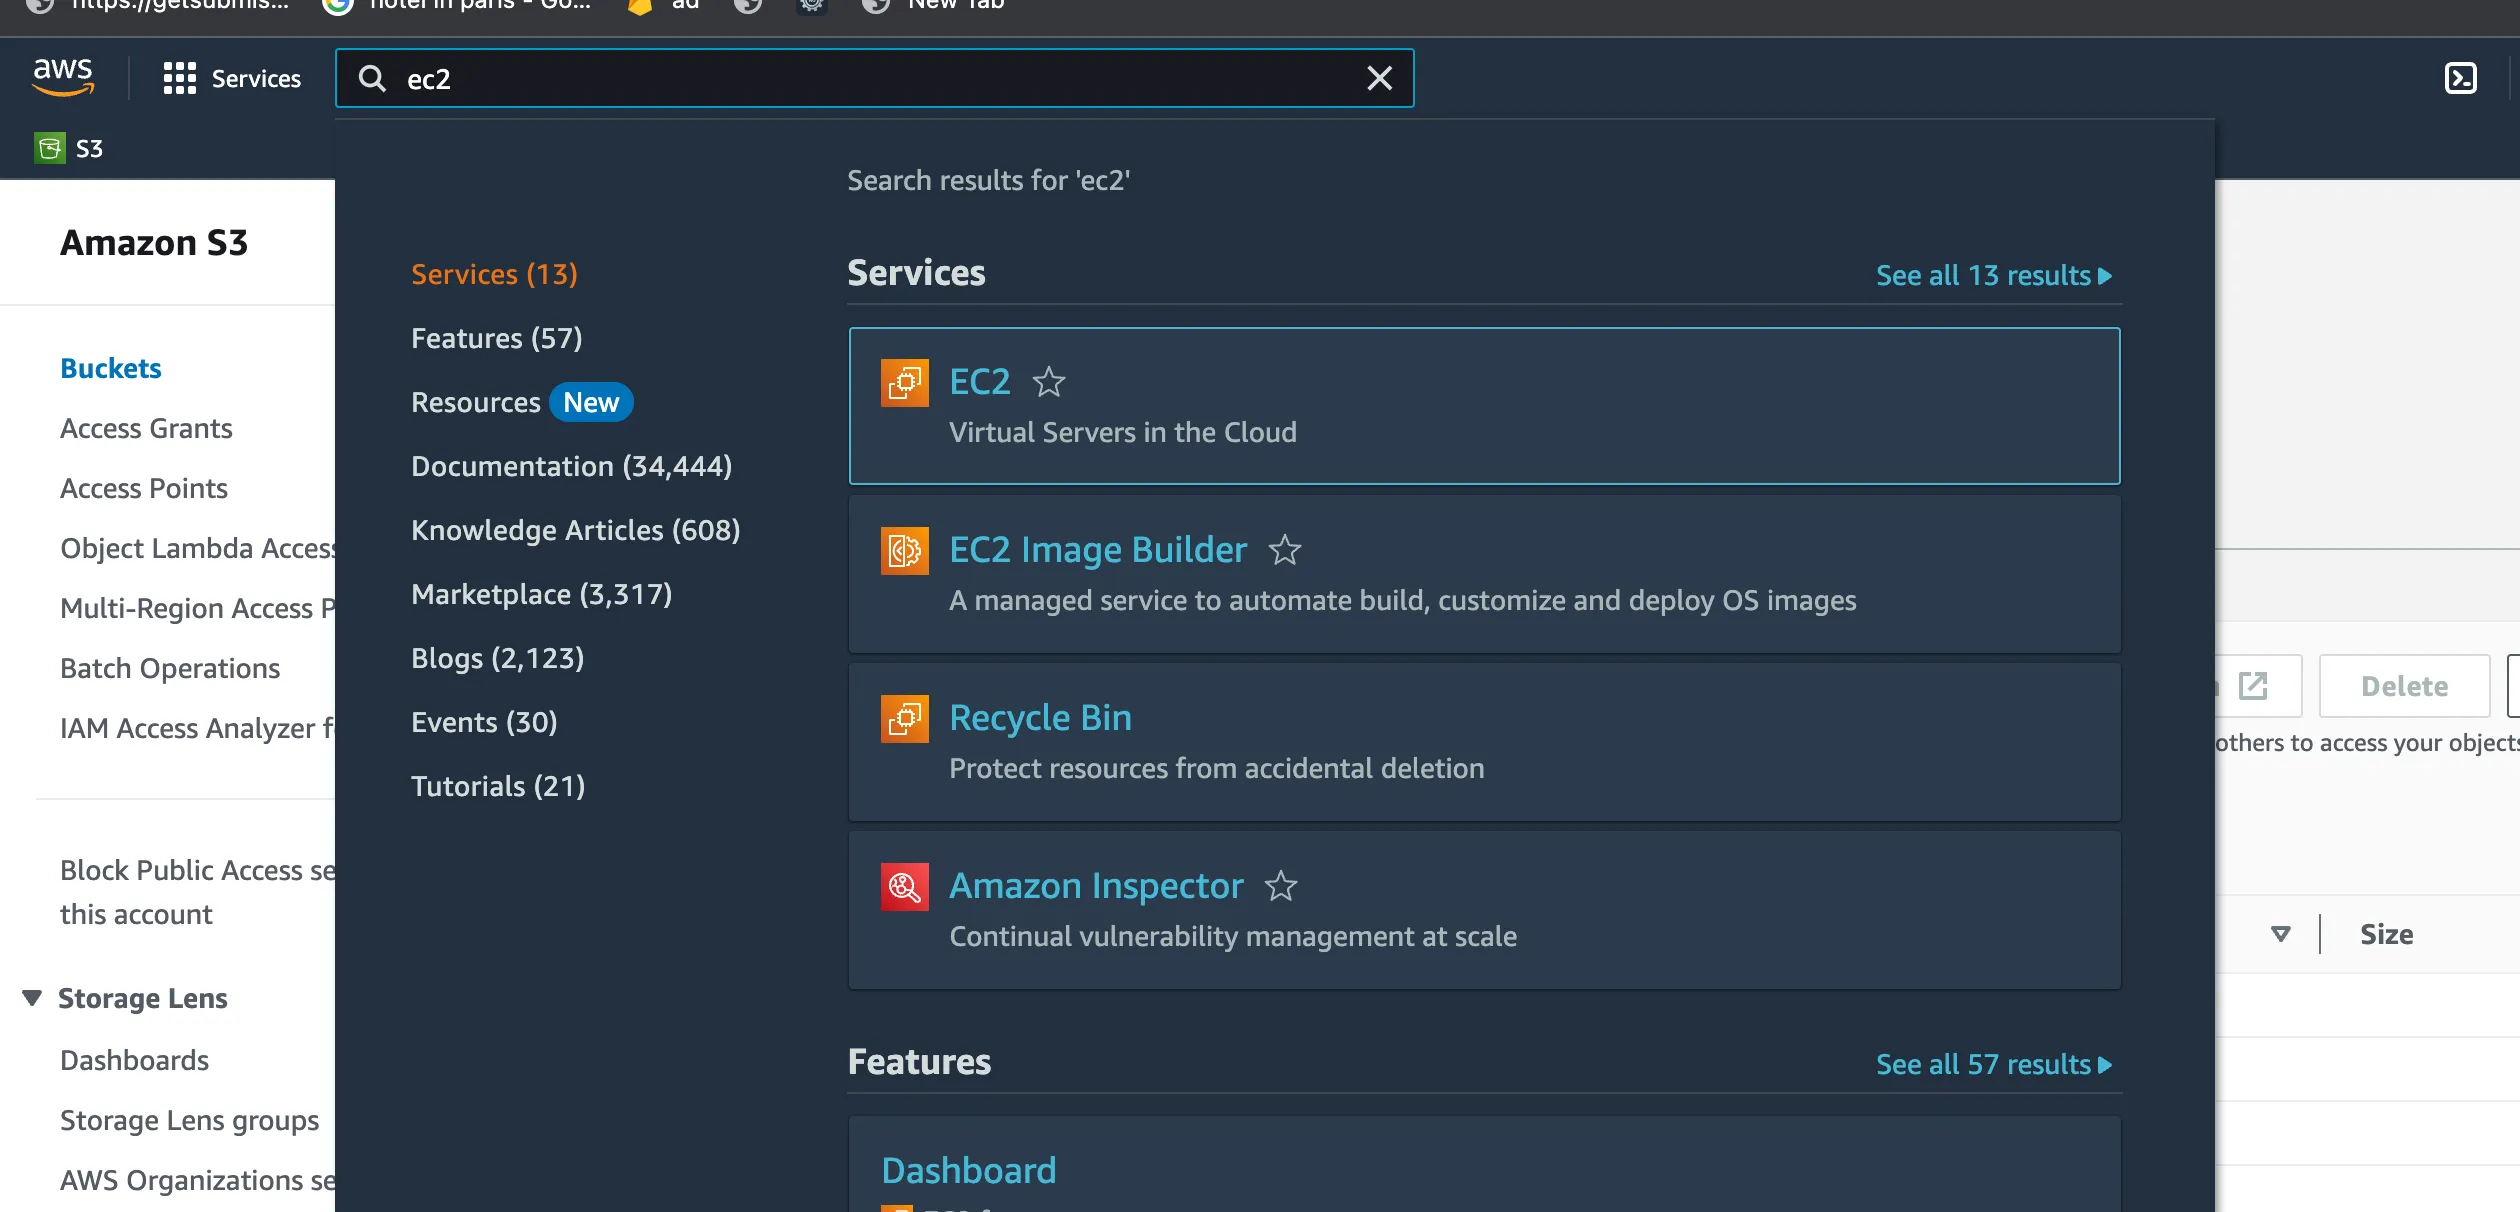 https://getsubmis...
hotel in paris - Go...
ad
New Tab
aws
Services
ec2
S3
Amazon S3
Buckets
Access Grants
Access Points
Object Lambda Access
Multi-Region Access P
Batch Operations
IAM Access Analyzer f
Block Public Access se
this account
Storage Lens
Dashboards
Storage Lens groups
AWS Organizations se
Search results for 'ec2'
Services (13)
Features (57)
Resources New
Documentation (34,444)
Knowledge Articles (608)
Marketplace (3,317)
Blogs (2,123)
Events (30)
Tutorials (21)
Services
See all 13 results
EC2
Virtual Servers in the Cloud
EC2 Image Builder
A managed service to automate build, customize and deploy OS images
Recycle Bin
Protect resources from accidental deletion
Amazon Inspector
Continual vulnerability management at scale
Features
See all 57 results
Dashboard
Delete
others to access your objects
Size